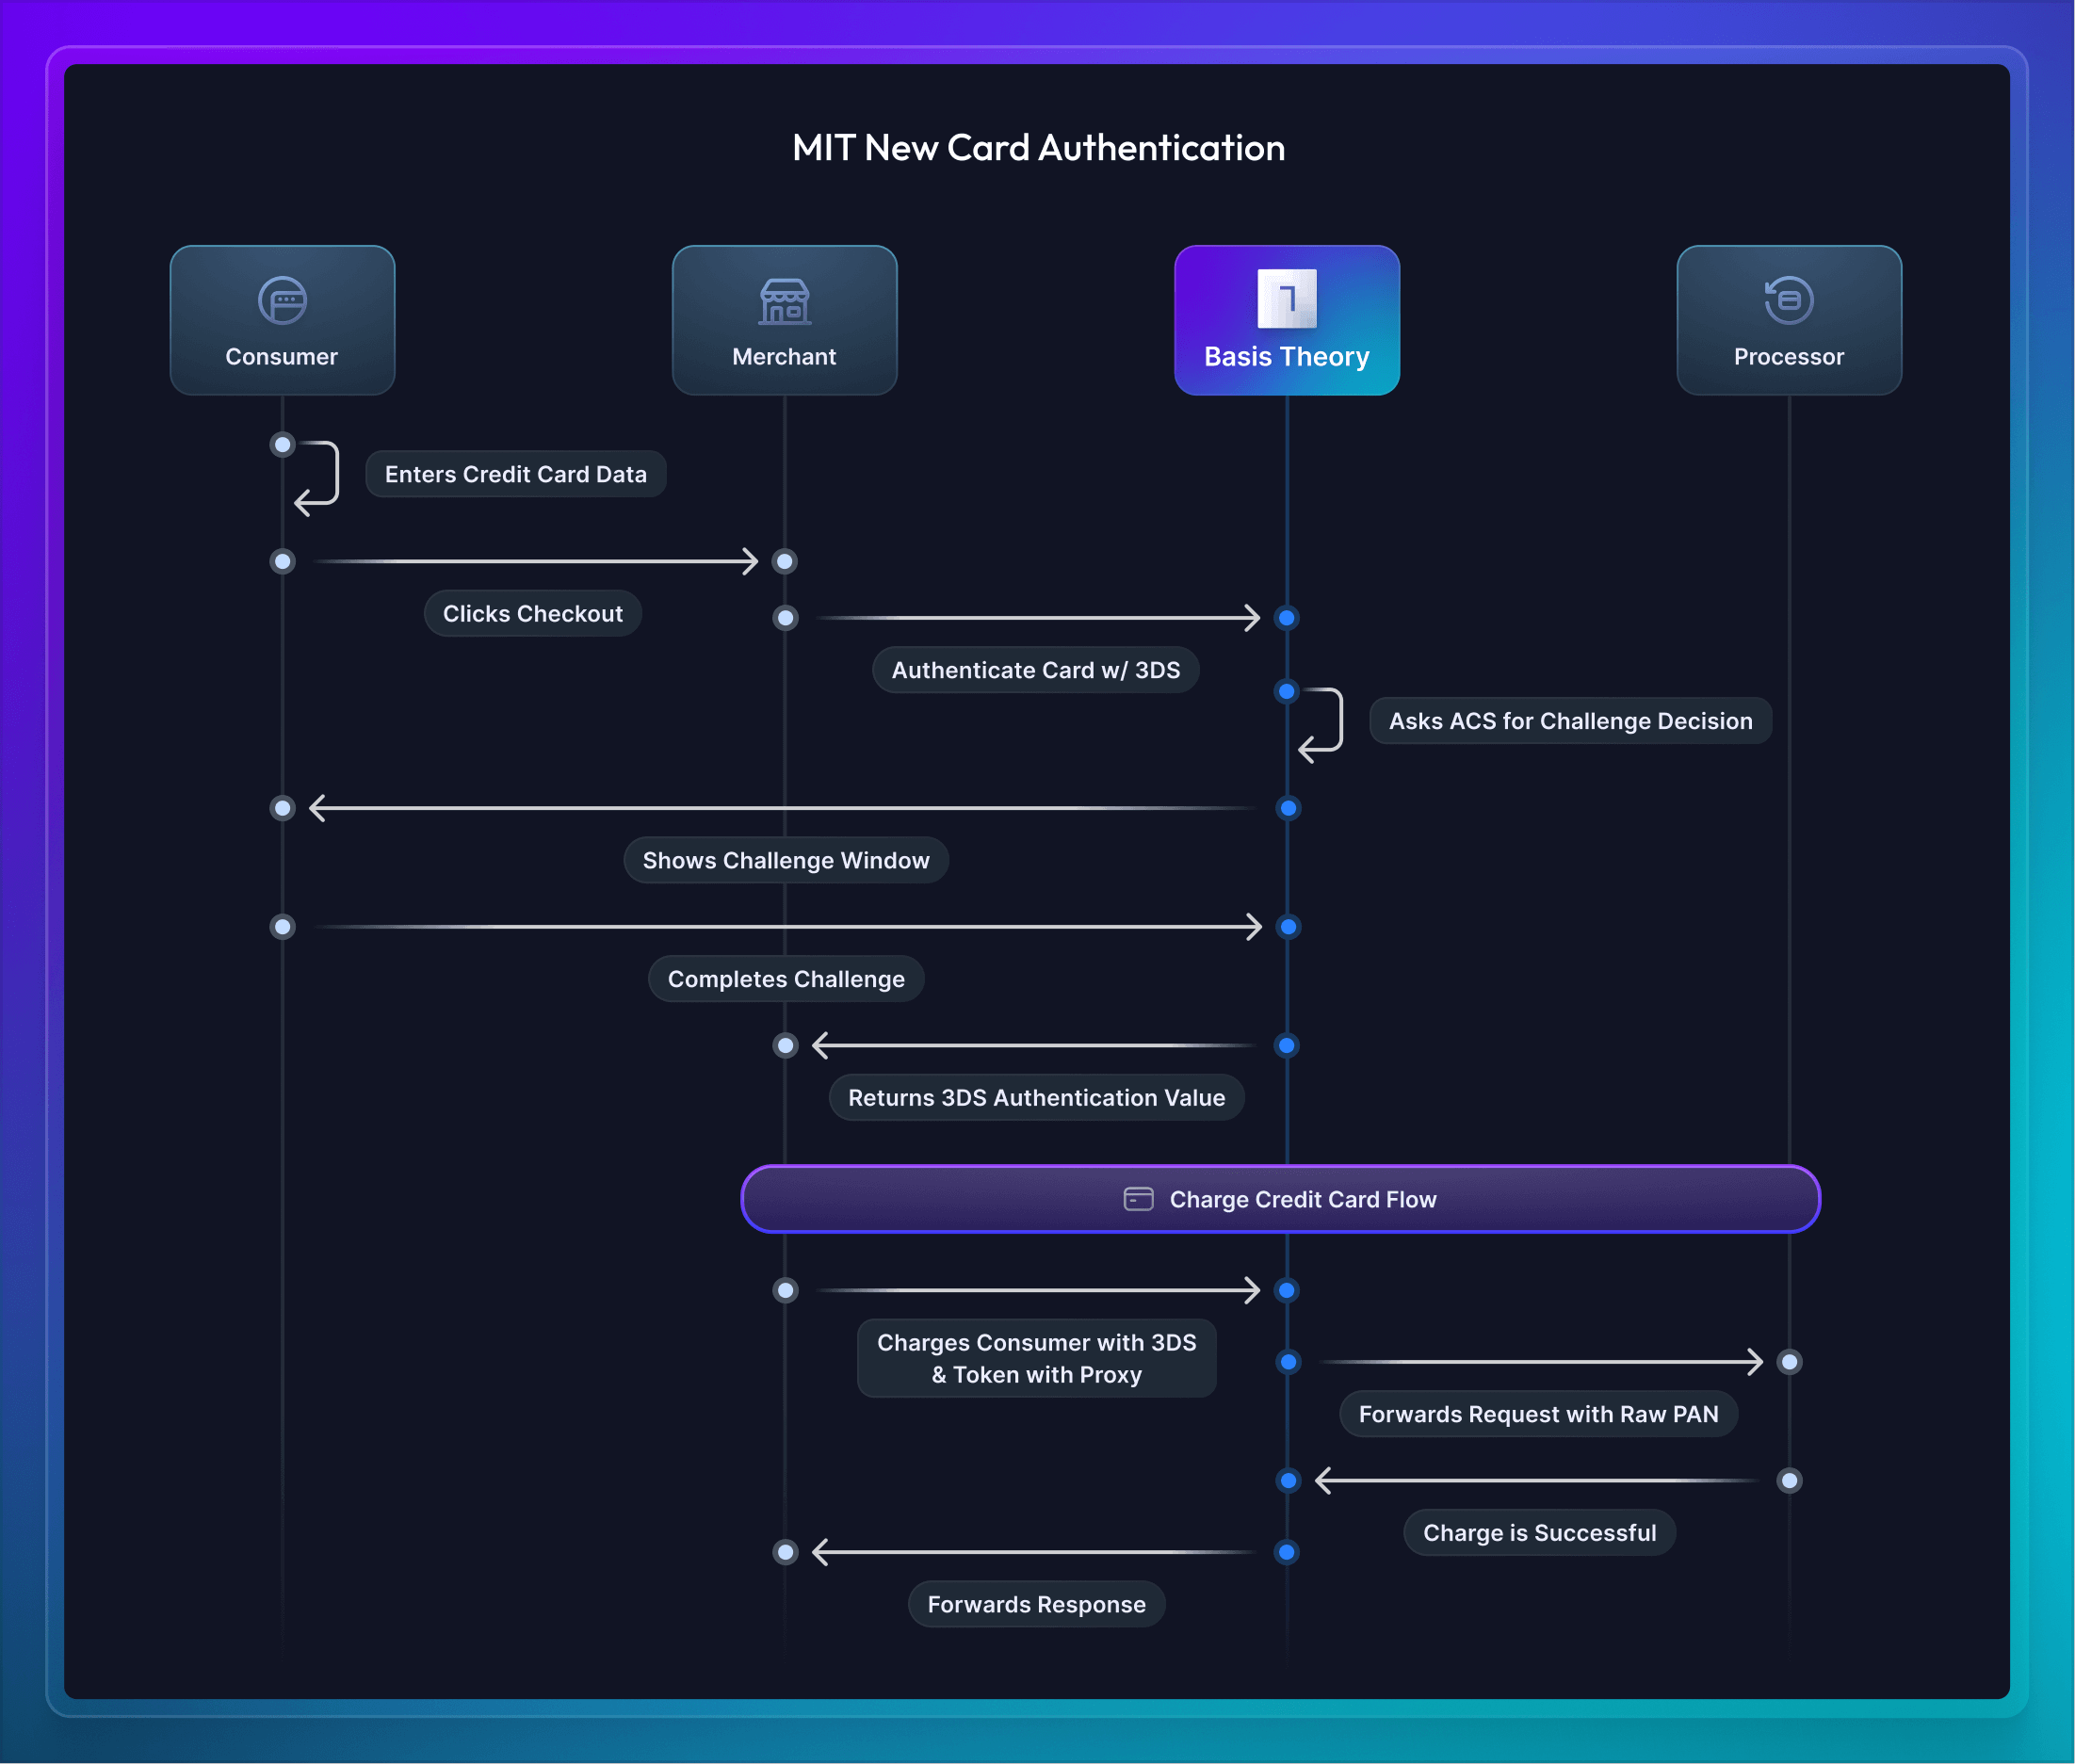 MIT New Card Authentication
Consumer
Merchant
Basis Theory
Processor
Enters Credit Card Data
Clicks Checkout
Authenticate Card w/ 3DS
Asks ACS for Challenge Decision
Shows Challenge Window
Completes Challenge
Returns 3DS Authentication Value
Charge Credit Card Flow
Charges Consumer with 3DS
& Token with Proxy
Forwards Request with Raw PAN
Charge is Successful
Forwards Response